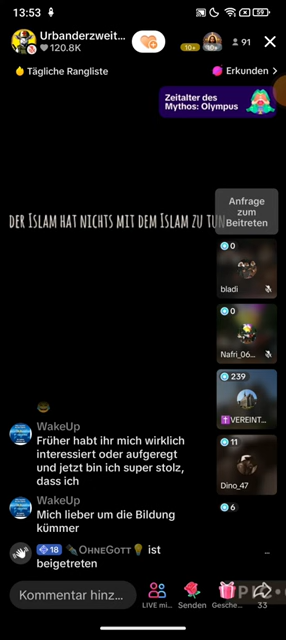 13:53
59
Urbanderzweit...
120.8K
10+
10+
91
Tägliche Rangliste
Erkunden >
Zeitalter des
Mythos: Olympus
Anfrage
zum
Beitreten
DER ISLAM HAT NICHTS MIT DEM ISLAM ZU TUN
0
bladi
0
Nafri_06...
239
VEREINT...
11
Dino_47
6
WakeUp
Früher habt ihr mich wirklich
interessiert oder aufgeregt
und jetzt bin ich super stolz,
dass ich
WakeUp
Mich lieber um die Bildung
kümmer
18 OHNEGOTT ist
beigetreten
...
Kommentar hinz...
LIVE mi...
Senden
Gesche...
33